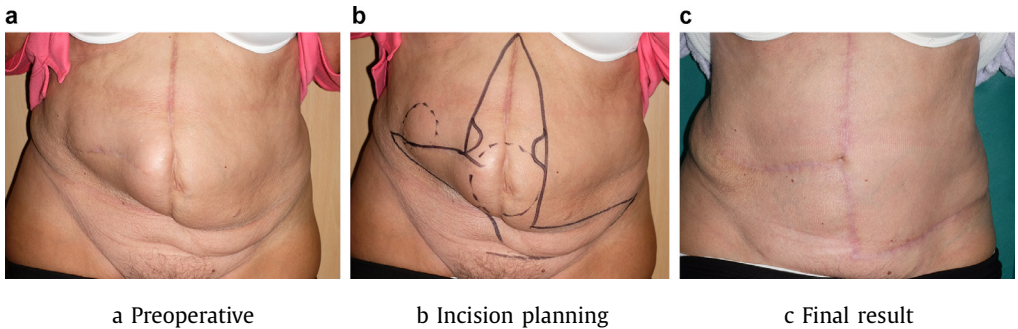 a
b
c
a Preoperative
b Incision planning
c Final result